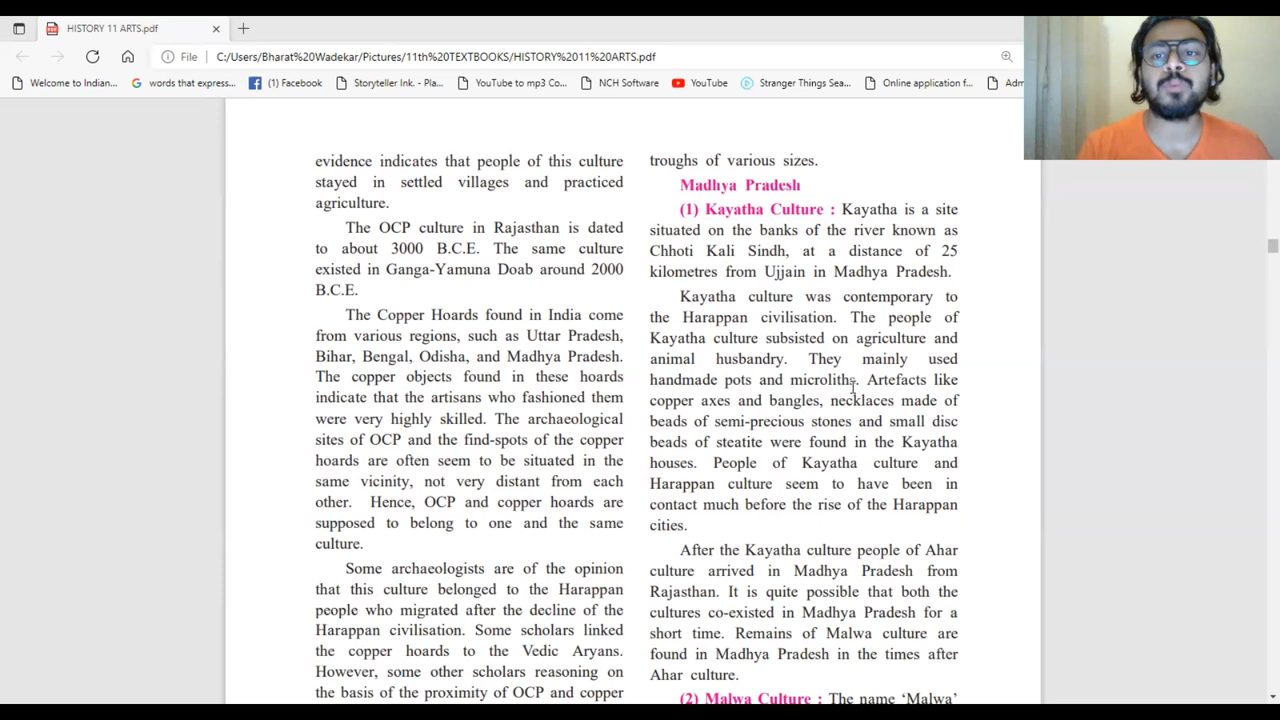 HISTORY 11 ARTS.pdf
File
C:/Users/Bharat%20Wadekar/Pictures/11th%20TEXTBOOKS/HISTORY%2011%20ARTS.pdf
Welcome to Indian...
words that express...
(1) Facebook
Storyteller Ink. - Pla...
YouTube to mp3 Co...
NCH Software
YouTube
Stranger Things Sea...
Online application f...
Adm
evidence indicates that people of this culture
stayed in settled villages and practiced
agriculture.
The OCP culture in Rajasthan is dated
to about 3000 B.C.E. The same culture
existed in Ganga-Yamuna Doab around 2000
B.C.E.
The Copper Hoards found in India come
from various regions, such as Uttar Pradesh,
Bihar, Bengal, Odisha, and Madhya Pradesh.
The copper objects found in these hoards
indicate that the artisans who fashioned them
were very highly skilled. The archaeological
sites of OCP and the find-spots of the copper
hoards are often seem to be situated in the
same vicinity, not very distant from each
other. Hence, OCP and copper hoards are
supposed to belong to one and the same
culture.
Some archaeologists are of the opinion
that this culture belonged to the Harappan
people who migrated after the decline of the
Harappan civilisation. Some scholars linked
the copper hoards to the Vedic Aryans.
However, some other scholars reasoning on
the basis of the proximity of OCP and copper
troughs of various sizes.
Madhya Pradesh
(1) Kayatha Culture : Kayatha is a site
situated on the banks of the river known as
Chhoti Kali Sindh, at a distance of 25
kilometres from Ujjain in Madhya Pradesh.
Kayatha culture was contemporary to
the Harappan civilisation. The people of
Kayatha culture subsisted on agriculture and
animal husbandry. They mainly used
handmade pots and microliths. Artefacts like
copper axes and bangles, necklaces made of
beads of semi-precious stones and small disc
beads of steatite were found in the Kayatha
houses. People of Kayatha culture and
Harappan culture seem to have been in
contact much before the rise of the Harappan
cities.
After the Kayatha culture people of Ahar
culture arrived in Madhya Pradesh from
Rajasthan. It is quite possible that both the
cultures co-existed in Madhya Pradesh for a
short time. Remains of Malwa culture are
found in Madhya Pradesh in the times after
Ahar culture.
(2) Malwa Culture : The name ‘Malwa’